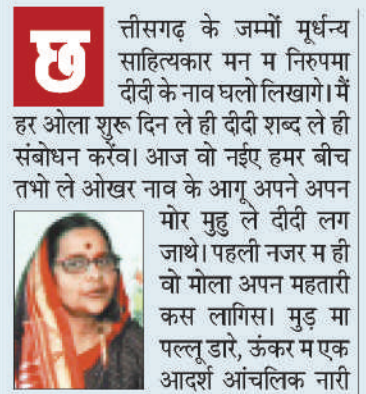 छ
त्तीसगढ़ के जम्मों मूर्धन्य
साहित्यकार मन म निरुपमा
दीदी के नाव घलो लिखागे। मैं
हर ओला शुरू दिन ले ही दीदी शब्द ले ही
संबोधन करेंव। आज वो नईए हमर बीच
तभो ले ओखर नाव के आगू अपने अपन
मोर मुहु ले दीदी लग
जाथे। पहली नजर म ही
वो मोला अपन महतारी
कस लागिस। मुड़ मा
पल्लू डारे, ऊंकर म एक
आदर्श आंचलिक नारी